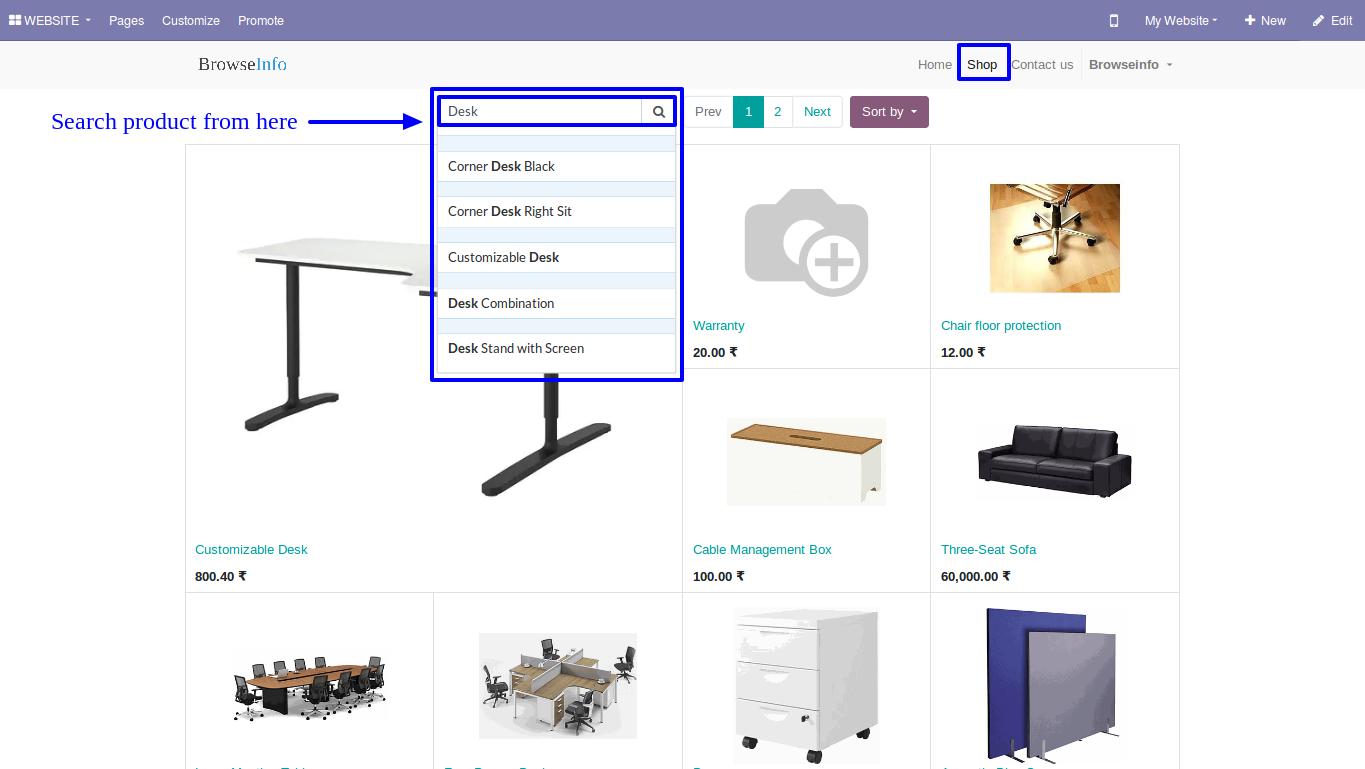 WEBSITE Pages Customize Promote My Website New Edit
BrowseInfo Home Shop Contact us Browseinfo
Search product from here
Desk Prev 1 2 Next Sort by
Corner Desk Black
Corner Desk Right Sit
Customizable Desk
Desk Combination
Desk Stand with Screen
Warranty
20.00 ₹
Chair floor protection
12.00 ₹
Customizable Desk
800.40 ₹
Cable Management Box
100.00 ₹
Three-Seat Sofa
60,000.00 ₹